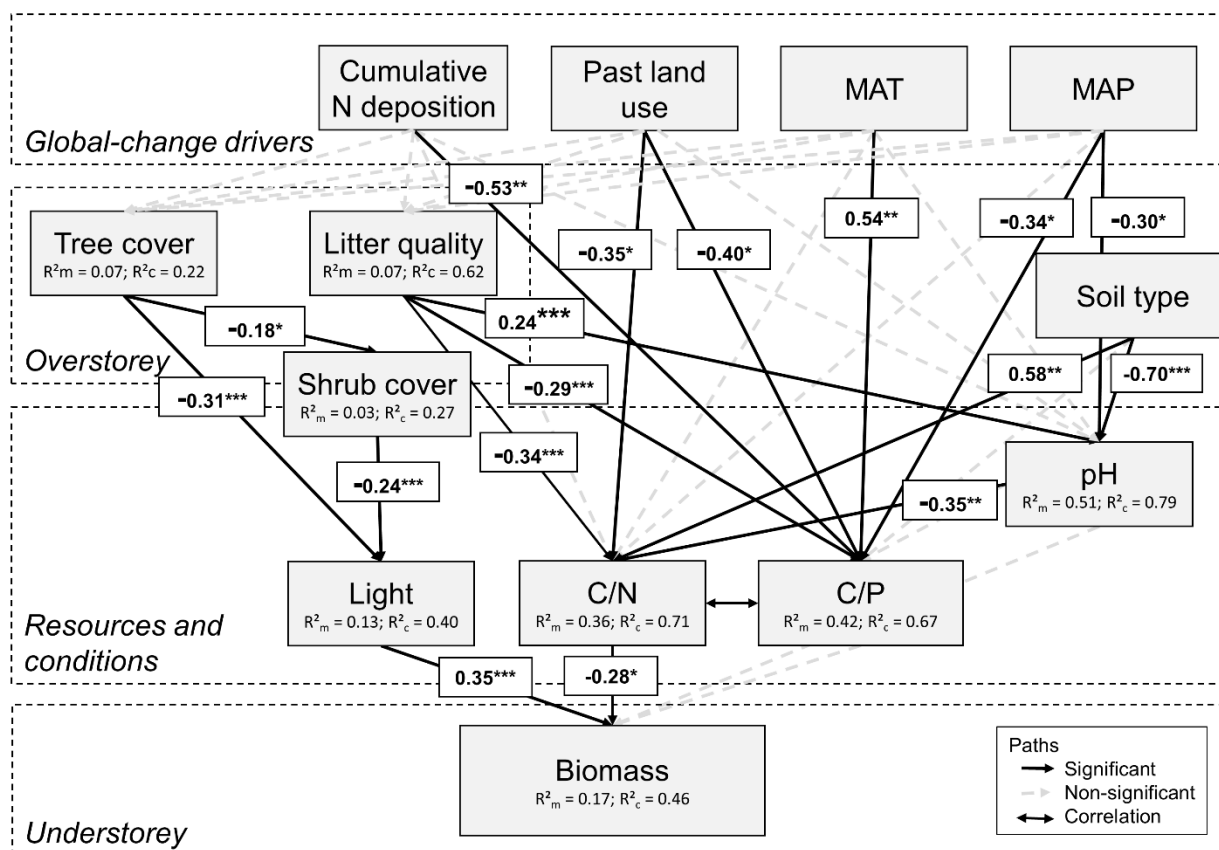 Cumulative
N deposition
Past land
use
MAT
MAP
Global-change drivers
-0.53**
Tree cover
R²m = 0.07; R²c = 0.22
Litter quality
R²m = 0.07; R²c = 0.62
-0.35*
-0.40*
0.54**
-0.34*
-0.30*
Soil type
-0.18*
0.24***
Overstorey
Shrub cover
R²m = 0.03; R²c = 0.27
-0.31***
-0.29***
0.58**
-0.70***
-0.34***
-0.24***
pH
R²m = 0.51; R²c = 0.79
-0.35**
Light
R²m = 0.13; R²c = 0.40
C/N
R²m = 0.36; R²c = 0.71
C/P
R²m = 0.42; R²c = 0.67
Resources and
conditions
0.35***
-0.28*
Biomass
R²m = 0.17; R²c = 0.46
Understorey
Paths
Significant
Non-significant
Correlation